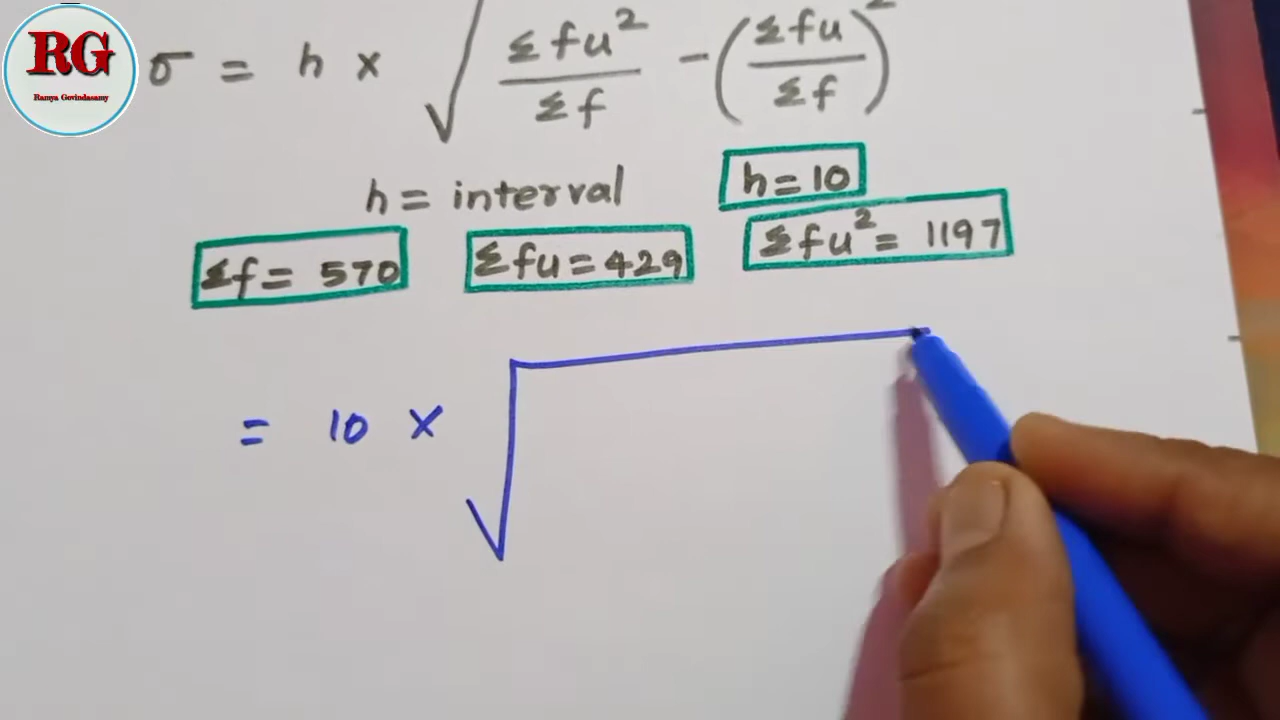 RG
Ramya Govindasamy
σ = h × √ Σfu² / Σf - (Σfu / Σf)²
h = interval h = 10
Σf = 570 Σfu = 429 Σfu² = 1197
= 10 × √